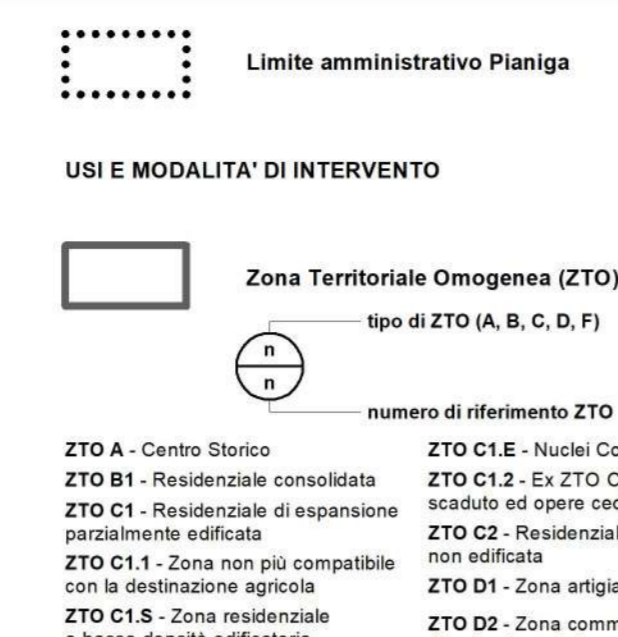 Limite amministrativo Pianiga
USI E MODALITA' DI INTERVENTO
Zona Territoriale Omogenea (ZTO)
tipo di ZTO (A, B, C, D, F)
n
n
numero di riferimento ZTO
ZTO A - Centro Storico
ZTO B1 - Residenziale consolidata
ZTO C1 - Residenziale di espansione
parzialmente edificata
ZTO C1.1 - Zona non più compatibile
con la destinazione agricola
ZTO C1.S - Zona residenziale
ZTO C1.E - Nuclei
ZTO C1.2 - Ex ZTO
scaduto ed opere
ZTO C2 -
non edificata
ZTO D1 - Zona
ZTO D2 - Zona